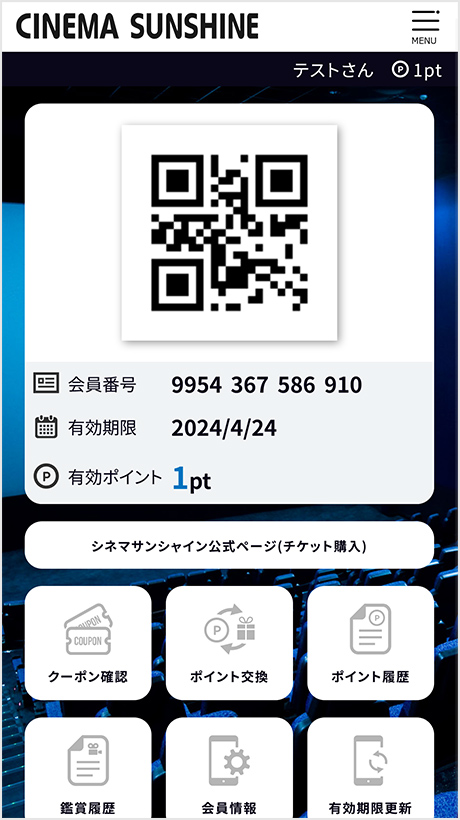 CINEMA SUNSHINE
MENU
テストさん Ⓟ1pt
会員番号 9954 367 586 910
有効期限 2024/4/24
Ⓟ 有効ポイント 1pt
シネマサンシャイン公式ページ(チケット購入)
COUPON
COUPON
クーポン確認
Ⓟ
ポイント交換
Ⓟ
ポイント履歴
鑑賞履歴
会員情報
有効期限更新